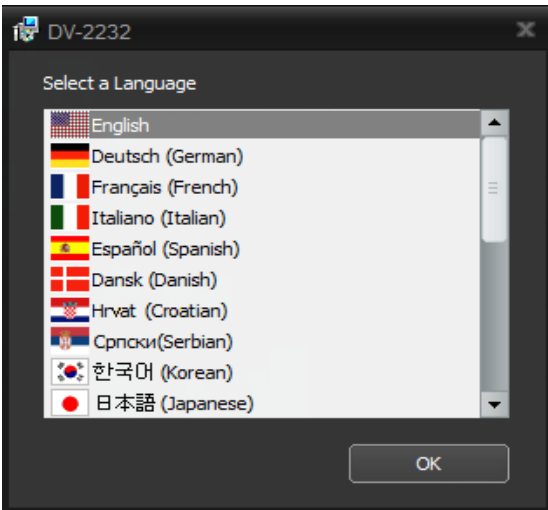 DV-2232
Select a Language
English
Deutsch (German)
Français (French)
Italiano (Italian)
Español (Spanish)
Dansk (Danish)
Hrvat (Croatian)
Српски(Serbian)
한국어 (Korean)
日本語 (Japanese)
OK